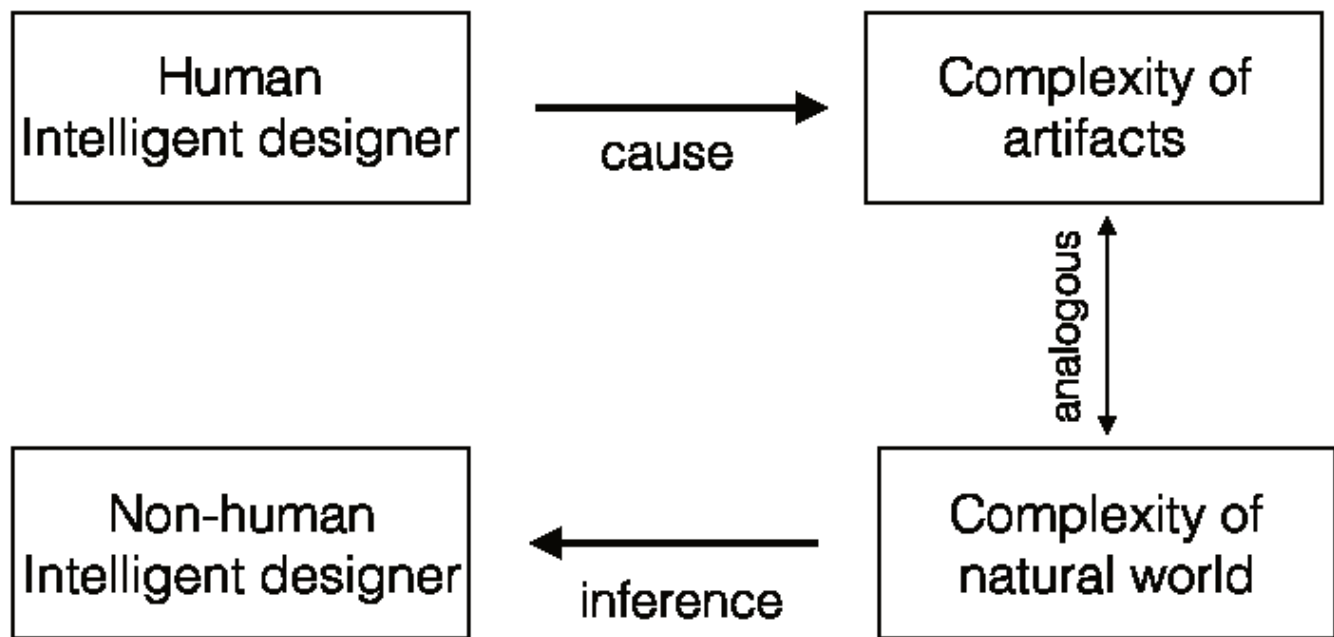 Human
Intelligent designer
cause
Complexity of
artifacts
analogous
Non-human
Intelligent designer
inference
Complexity of
natural world